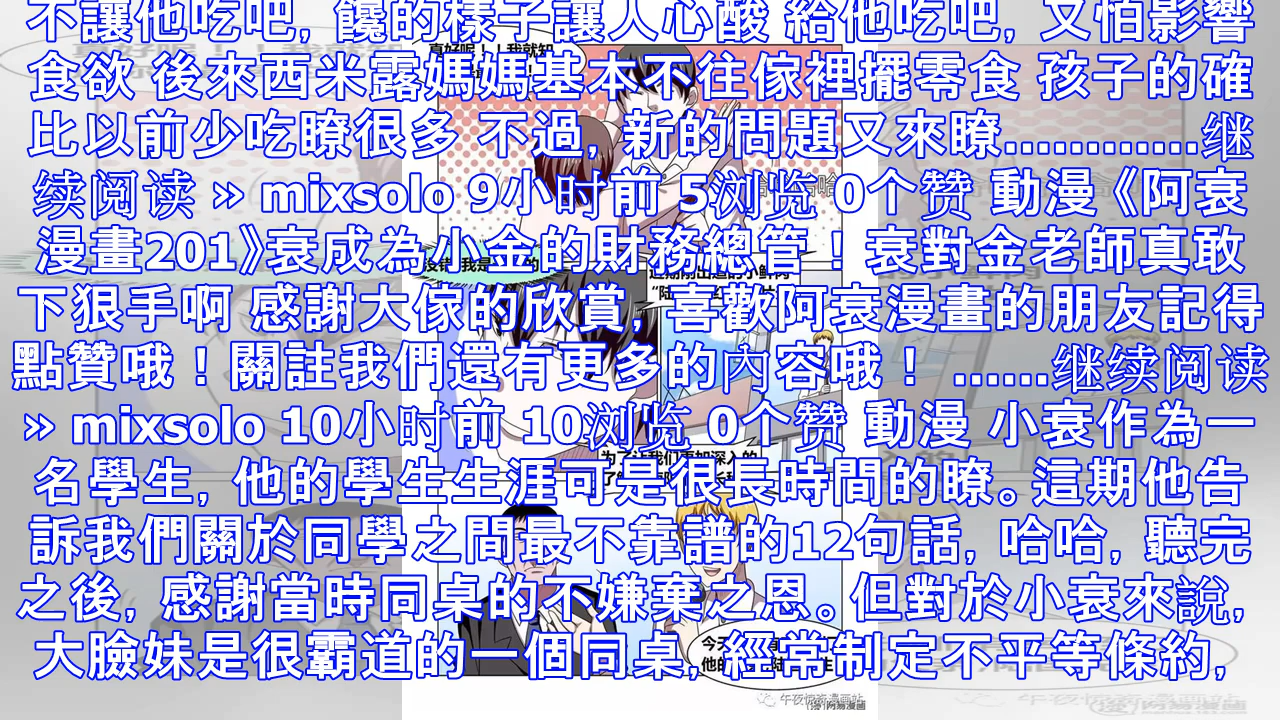 不讓他吃吧, 饞的樣子讓人心酸 給他吃吧, 又怕影響
食欲 後來西米露媽媽基本不往傢裡擺零食 孩子的確
比以前少吃瞭很多 不過, 新的問題又來瞭............继
续阅读 » mixsolo 9小时前 5浏览 0个赞 動漫《阿衰
漫畫201》衰成為小金的財務總管！衰對金老師真敢
下狠手啊 感謝大傢的欣賞, 喜歡阿衰漫畫的朋友記得
點贊哦！關註我們還有更多的內容哦！ ......继续阅读
» mixsolo 10小时前 10浏览 0个赞 動漫 小衰作為一
名學生, 他的學生生涯可是很長時間的瞭。這期他告
訴我們關於同學之間最不靠譜的12句話, 哈哈, 聽完
之後, 感謝當時同桌的不嫌棄之恩。但對於小衰來說,
大臉妹是很霸道的一個同桌, 經常制定不平等條約,
午夜惊奇漫画站
网易漫画